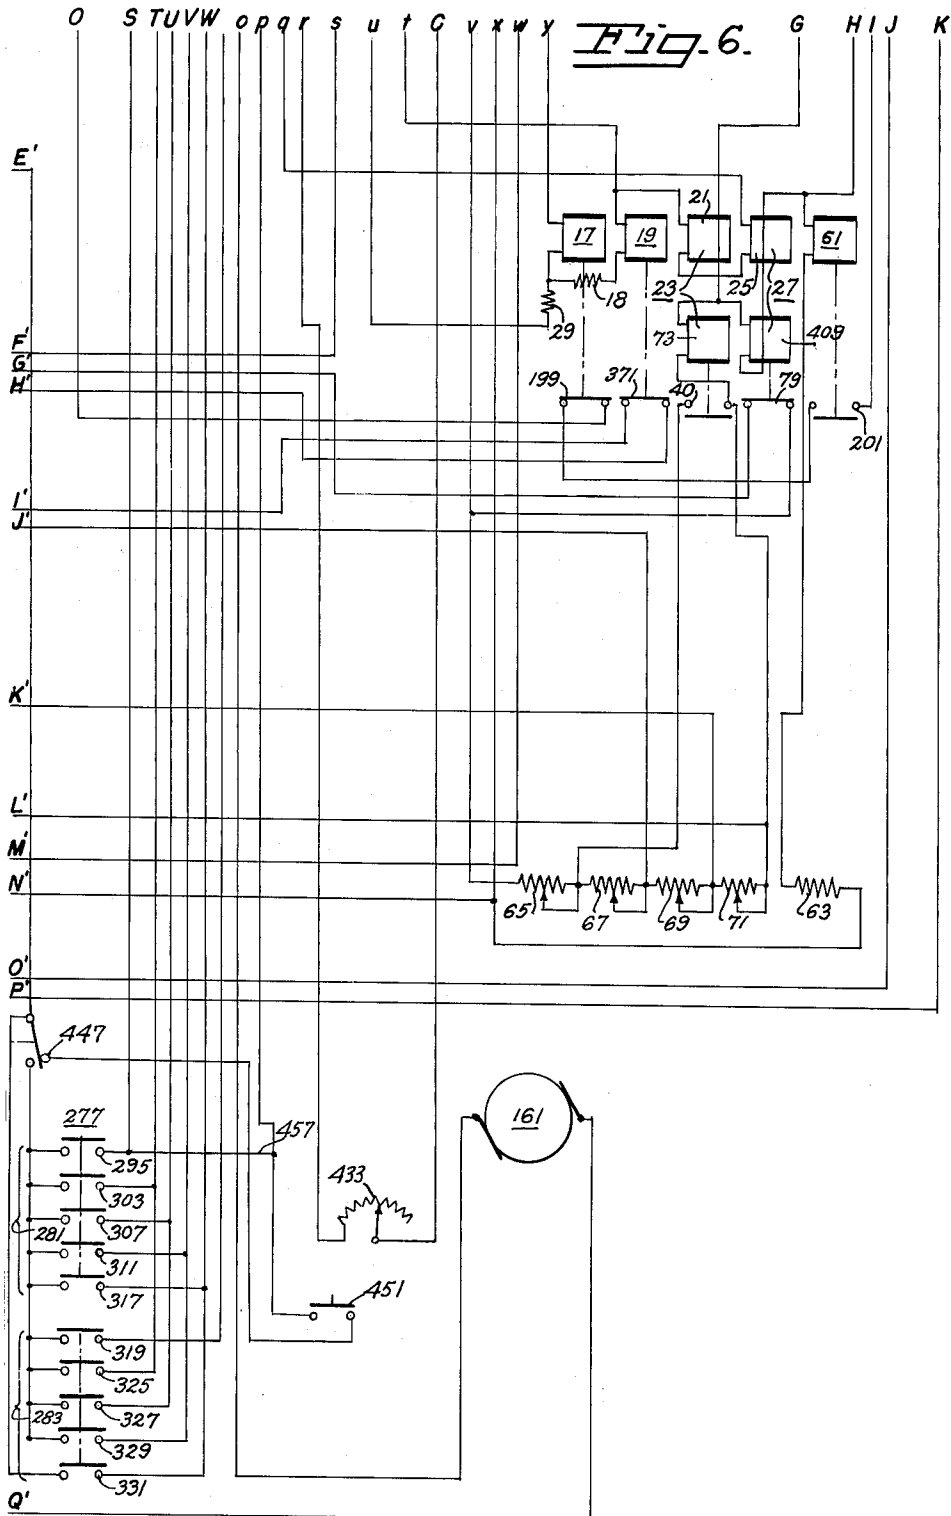 O S T U V W o p q r s u t C v x w y G H I J K
Fig. 6.
E'
21
17 19 61
23 25 27
18
29
F'
73 409
G'
H'
199 371 40 79
201
I'
J'
K'
L'
M'
N'
65 67 69 71 63
O'
P'
447
277 161
457
295
433
303
281 307
311
317 451
319
325
283 327
329
331
Q'